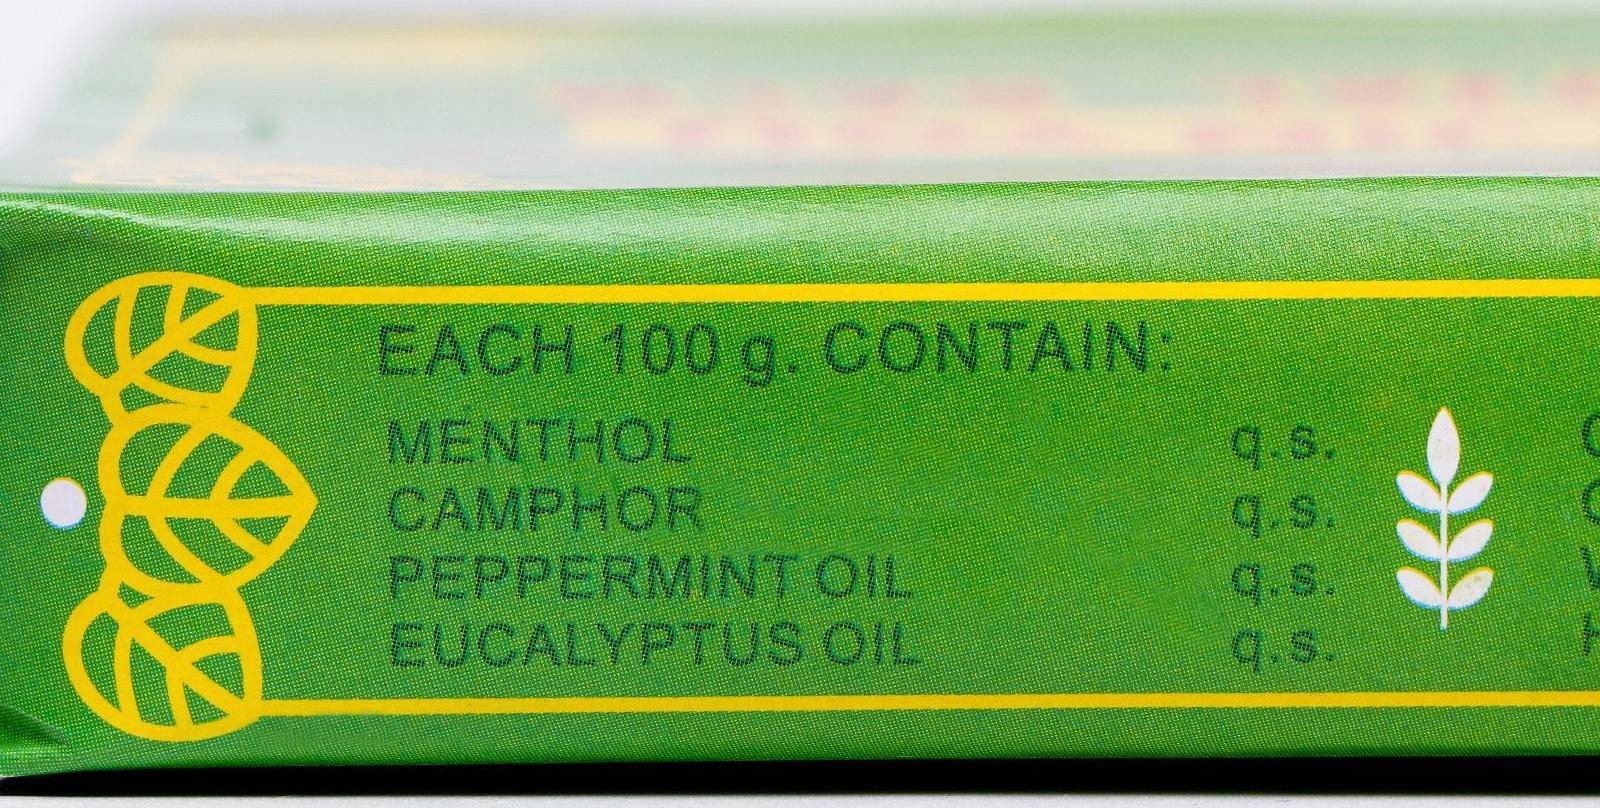 EACH 100 g. CONTAIN:
MENTHOL q.s.
CAMPHOR q.s.
PEPPERMINT OIL q.s.
EUCALYPTUS OIL q.s.